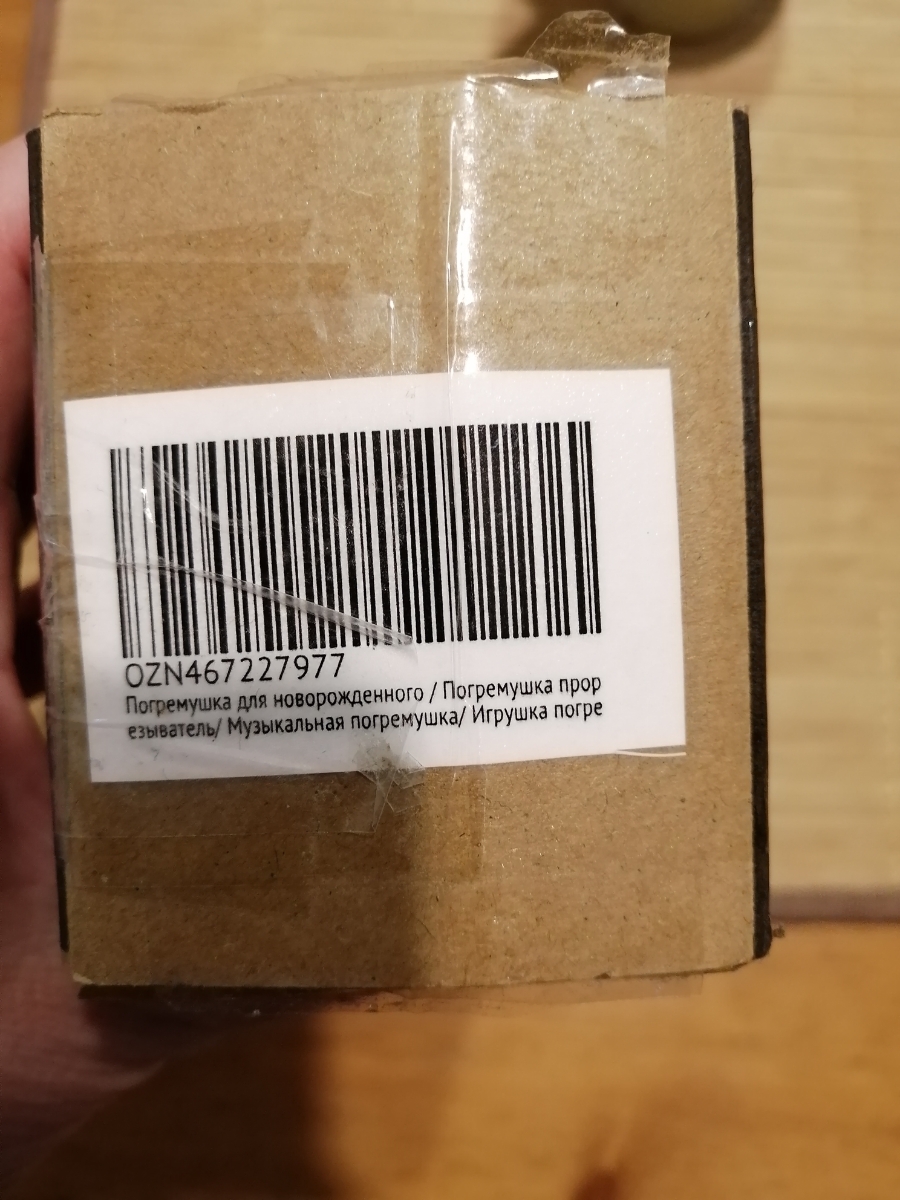 OZN467227977
Погремушка для новорожденного / Погремушка прор
езыватель/ Музыкальная погремушка/ Игрушка погре